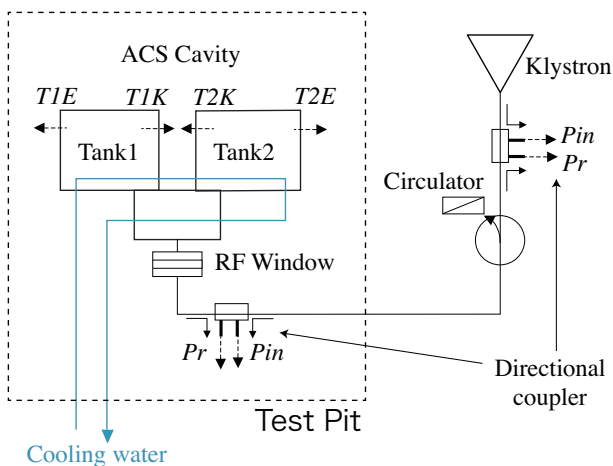 ACS Cavity
Klystron
T1E T1K T2K T2E
Tank1 Tank2
Pin
Pr
Circulator
RF Window
Pr Pin
Directional
coupler
Test Pit
Cooling water